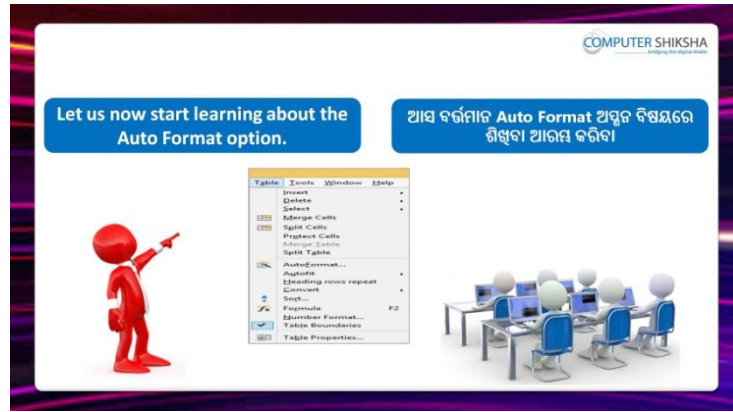 COMPUTER SHIKSHA
bridging the digital divide
Let us now start learning about the
Auto Format option.
ଆସ ବର୍ତ୍ତମାନ Auto Format ଅପ୍ସନ ବିଷୟରେ
ଶିଖିବା ଆରମ୍ଭ କରିବା
Table Tools Window Help
Insert
Delete
Select
Merge Cells
Split Cells
Protect Cells
Merge Table
Split Table
AutoFormat...
Autofit
Heading rows repeat
Convert
Sort...
Formula F2
Number Format...
Table Boundaries
Table Properties...